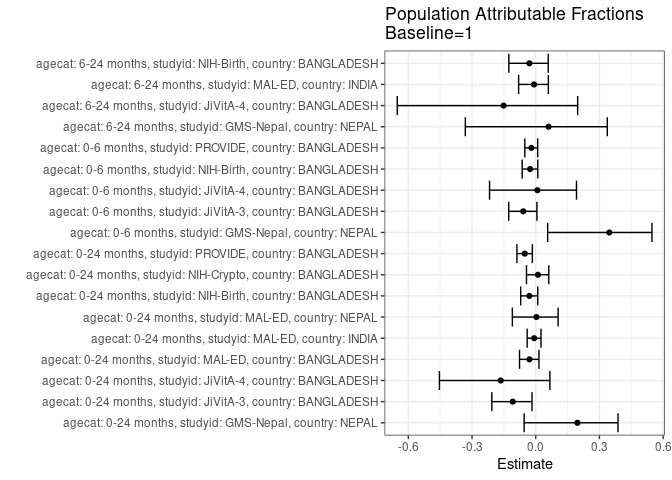 Population Attributable Fractions
Baseline=1
agecat: 6-24 months, studyid: NIH-Birth, country: BANGLADESH
agecat: 6-24 months, studyid: MAL-ED, country: INDIA
agecat: 6-24 months, studyid: JiVitA-4, country: BANGLADESH
agecat: 6-24 months, studyid: GMS-Nepal, country: NEPAL
agecat: 0-6 months, studyid: PROVIDE, country: BANGLADESH
agecat: 0-6 months, studyid: NIH-Birth, country: BANGLADESH
agecat: 0-6 months, studyid: JiVitA-4, country: BANGLADESH
agecat: 0-6 months, studyid: JiVitA-3, country: BANGLADESH
agecat: 0-6 months, studyid: GMS-Nepal, country: NEPAL
agecat: 0-24 months, studyid: PROVIDE, country: BANGLADESH
agecat: 0-24 months, studyid: NIH-Crypto, country: BANGLADESH
agecat: 0-24 months, studyid: NIH-Birth, country: BANGLADESH
agecat: 0-24 months, studyid: MAL-ED, country: NEPAL
agecat: 0-24 months, studyid: MAL-ED, country: INDIA
agecat: 0-24 months, studyid: MAL-ED, country: BANGLADESH
agecat: 0-24 months, studyid: JiVitA-4, country: BANGLADESH
agecat: 0-24 months, studyid: JiVitA-3, country: BANGLADESH
agecat: 0-24 months, studyid: GMS-Nepal, country: NEPAL
-0.6 -0.3 0.0 0.3 0.6
Estimate